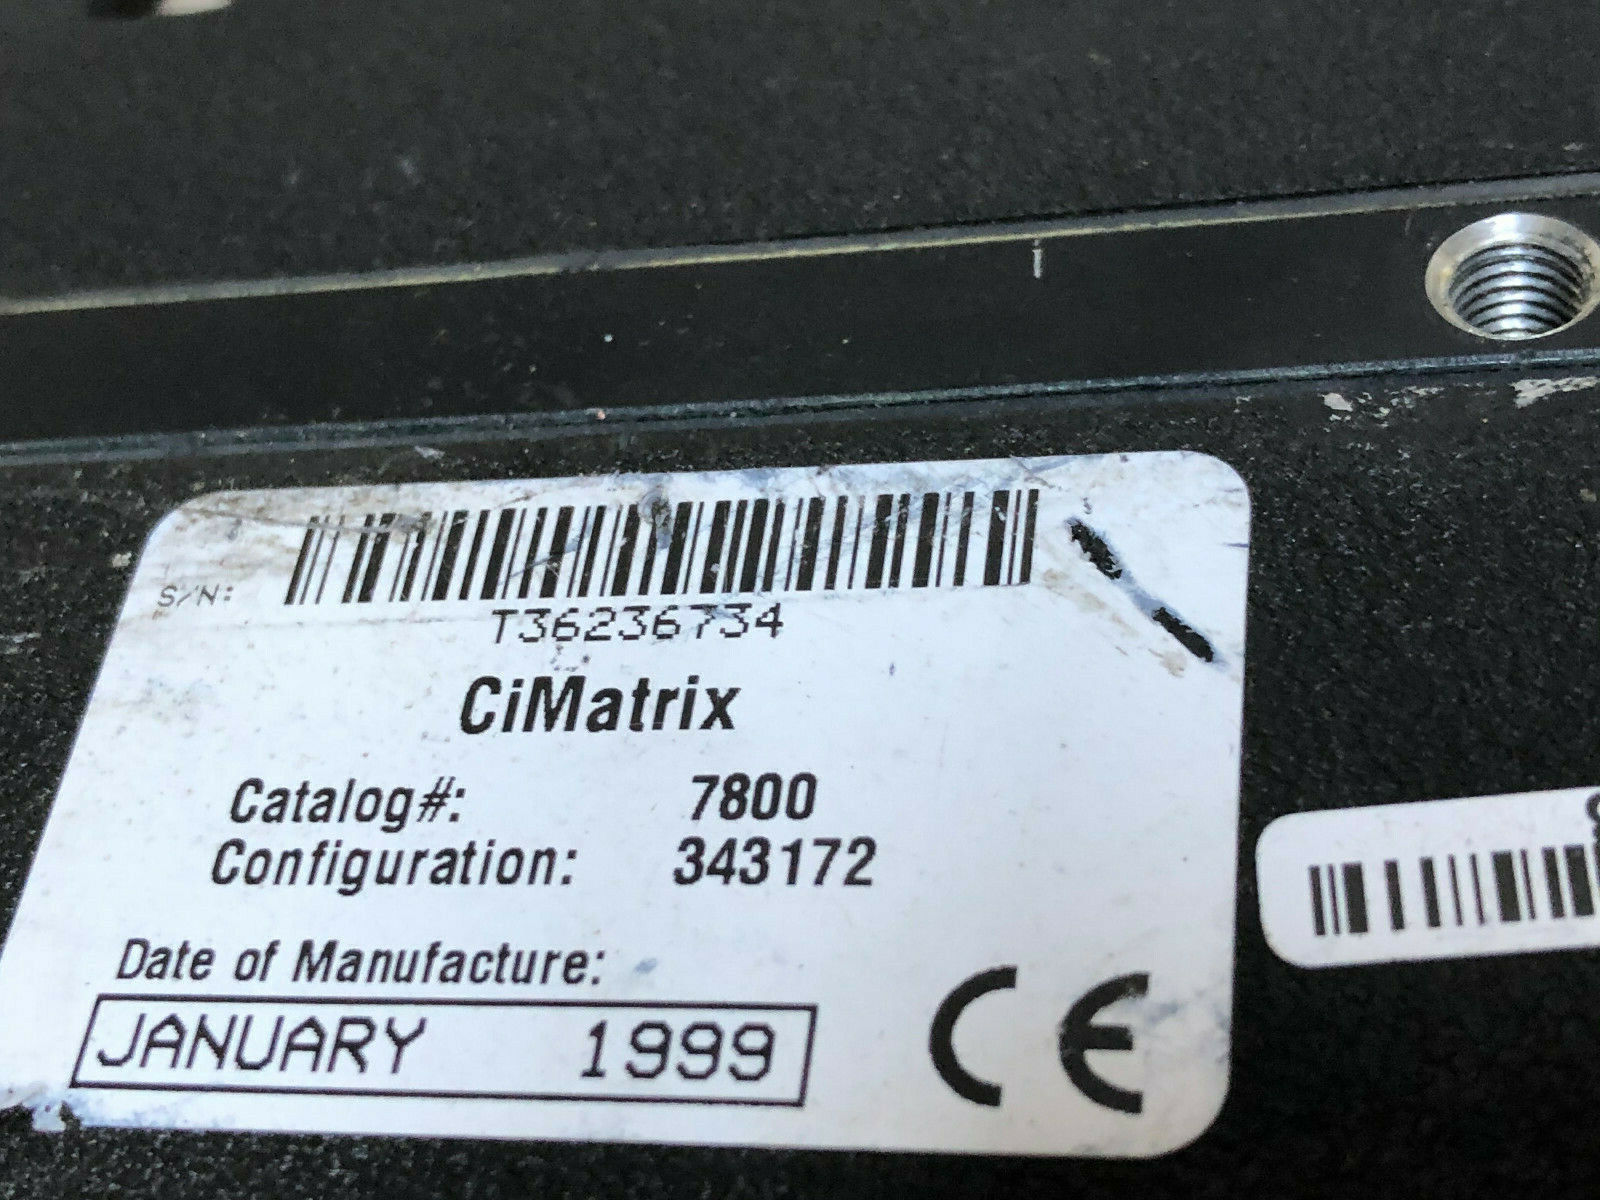 S/N:
T36236734
CiMatrix
Catalog#: 7800
Configuration: 343172
Date of Manufacture:
JANUARY 1999
CE